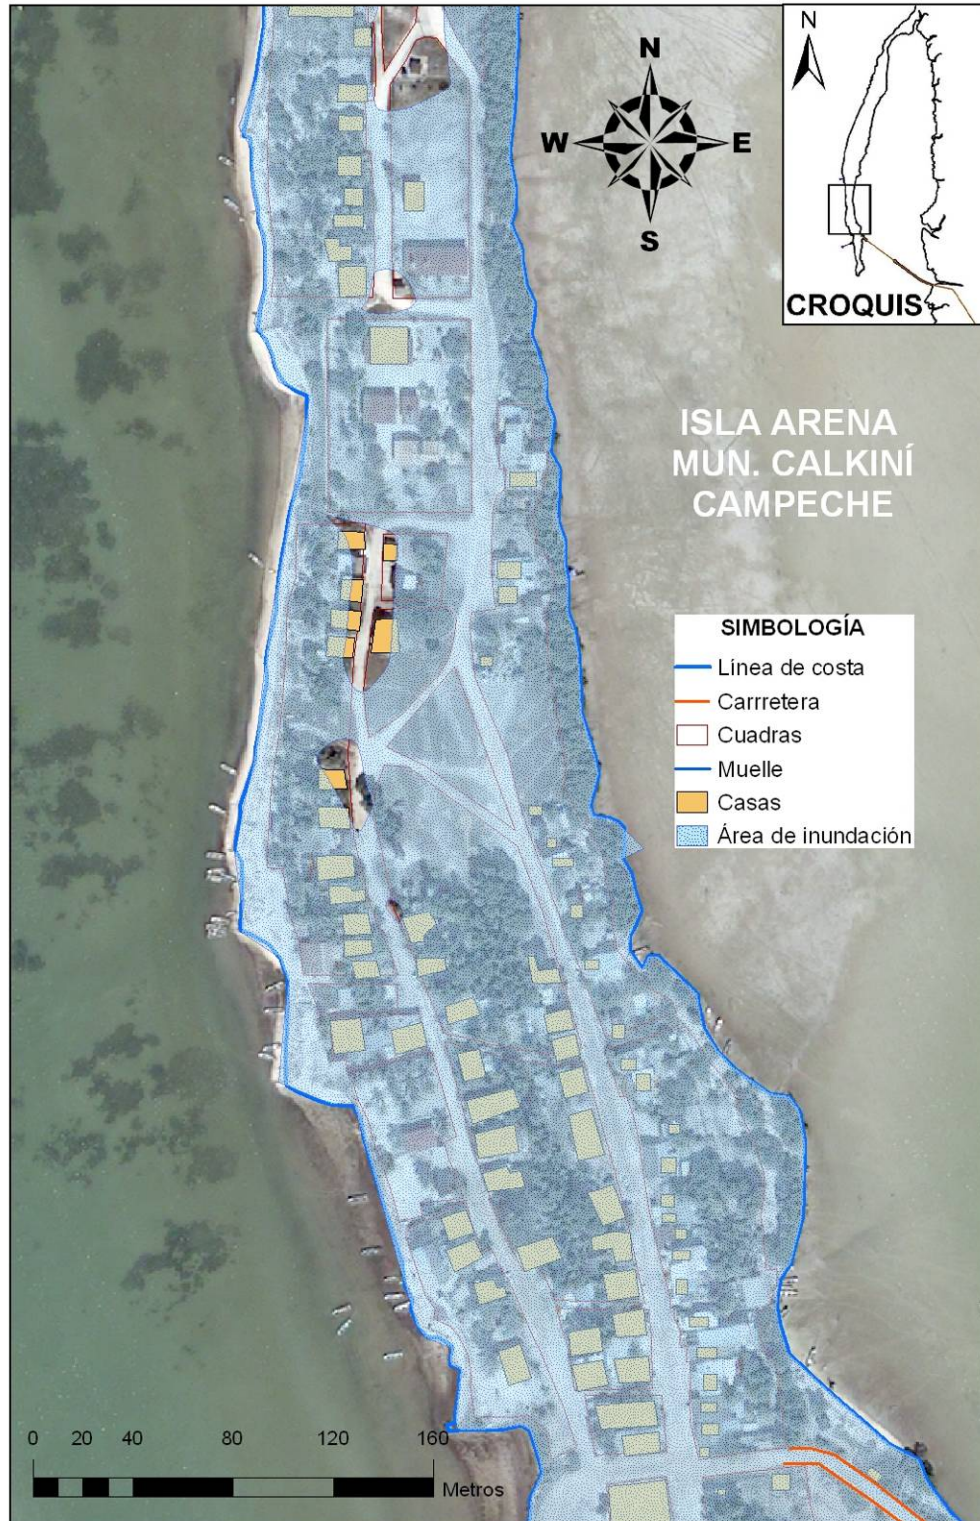 N
W
E
S
N
CROQUIS
ISLA ARENA
MUN. CALKINÍ
CAMPECHE
SIMBOLOGÍA
Línea de costa
Carrretera
Cuadras
Muelle
Casas
Área de inundación
0 20 40 80 120 160
Metros